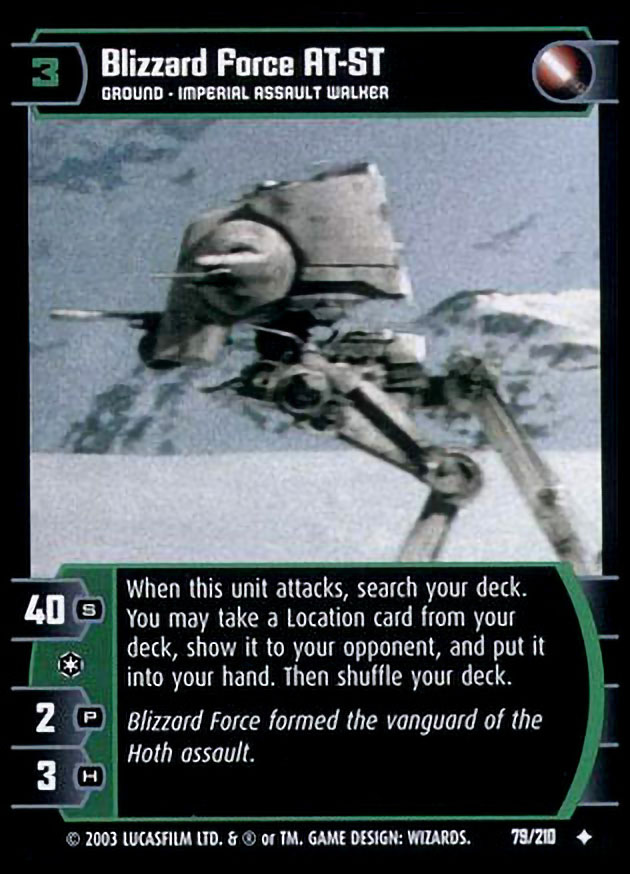 3
Blizzard Force AT-ST
GROUND - IMPERIAL ASSAULT WALKER
40 S
When this unit attacks, search your deck.
You may take a Location card from your
deck, show it to your opponent, and put it
into your hand. Then shuffle your deck.
2 P
Blizzard Force formed the vanguard of the
Hoth assault.
3 H
© 2003 LUCASFILM LTD. & ® or TM. GAME DESIGN: WIZARDS. 79/210